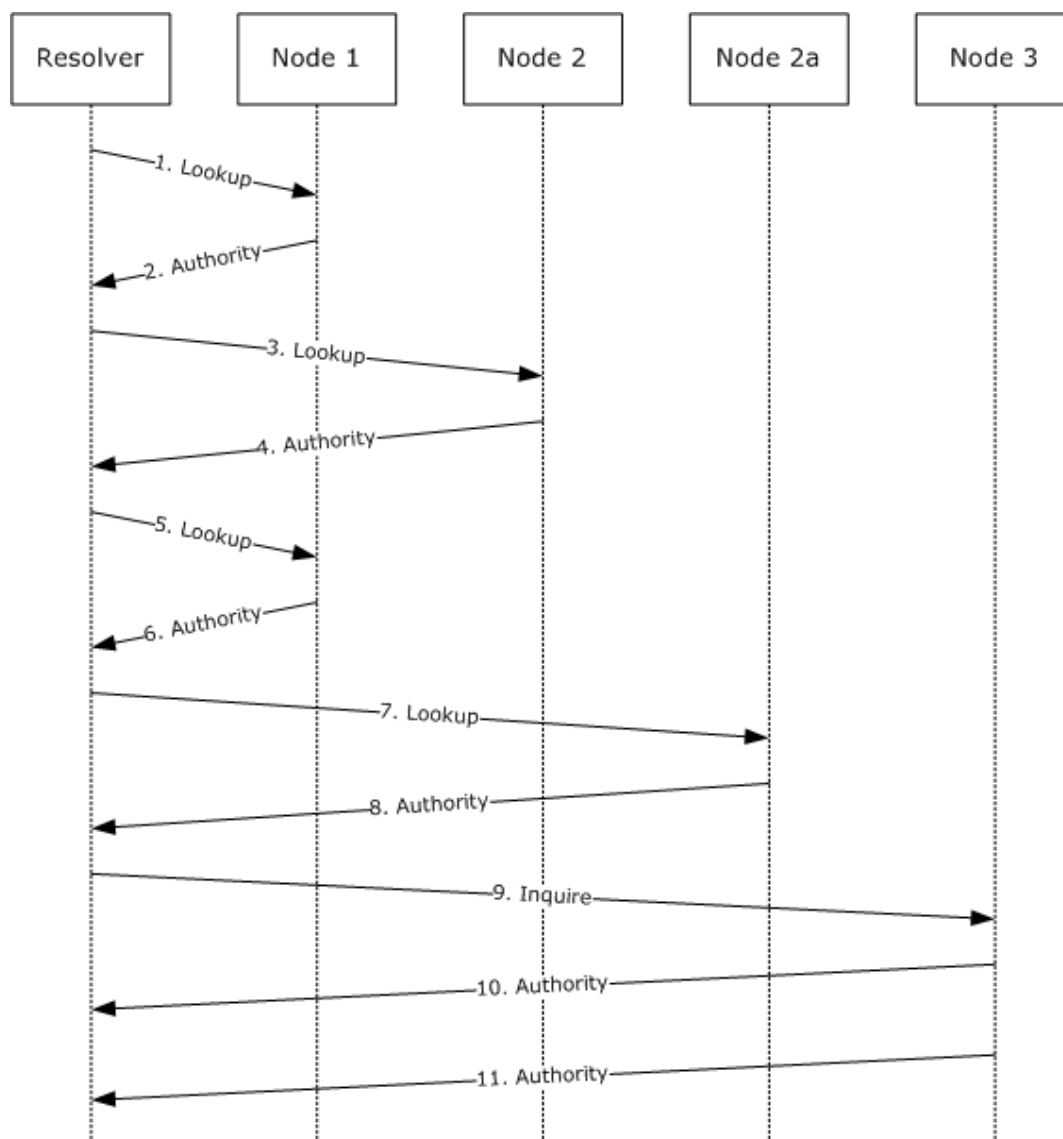 Resolver
Node 1
Node 2
Node 2a
Node 3
1. Lookup
2. Authority
3. Lookup
4. Authority
5. Lookup
6. Authority
7. Lookup
8. Authority
9. Inquire
10. Authority
11. Authority